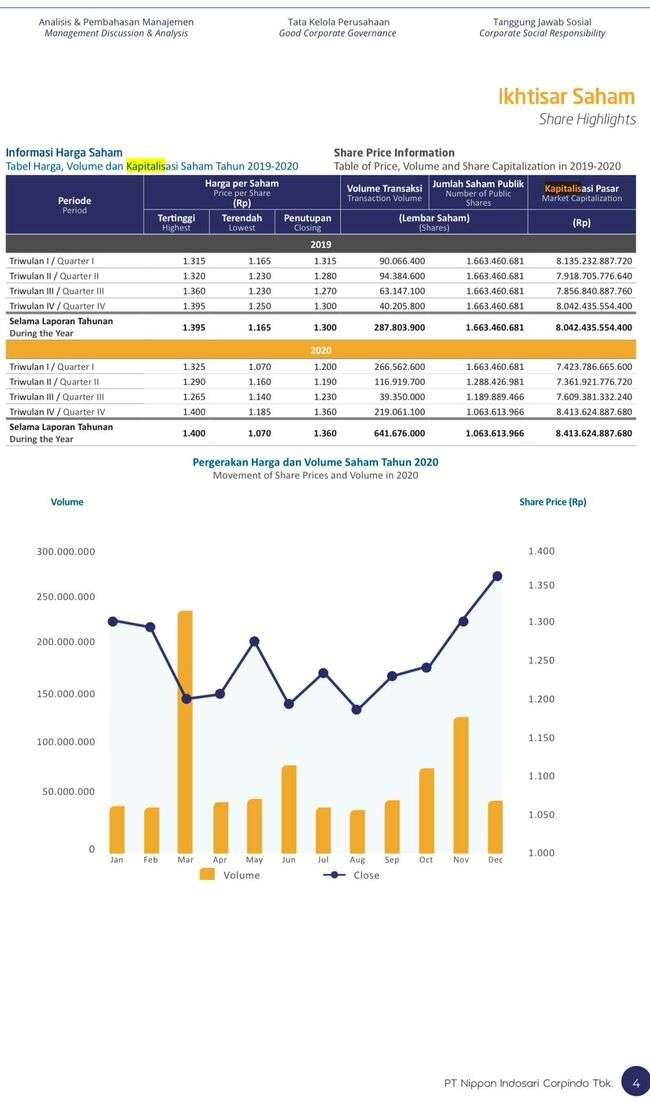 Analisis & Pembahasan Manajemen
Management Discussion & Analysis
Tata Kelola Perusahaan
Good Corporate Governance
Tanggung Jawab Sosial
Corporate Social Responsibility
Ikhtisar Saham
Share Highlights
Informasi Harga Saham
Tabel Harga, Volume dan Kapitalisasi Saham Tahun 2019-2020
Share Price Information
Table of Price, Volume and Share Capitalization in 2019-2020
Periode
Period
Harga per Saham
Price per Share
(Rp)
Volume Transaksi
Transaction Volume
Jumlah Saham Publik
Number of Public
Shares
Kapitalisasi Pasar
Market Capitalization
Tertinggi
Highest
Terendah
Lowest
Penutupan
Closing
(Lembar Saham)
(Shares)
(Rp)
2019
Triwulan I / Quarter I 1.315 1.165 1.315 90.066.400 1.663.460.681 8.135.232.887.720
Triwulan II / Quarter II 1.320 1.230 1.280 94.384.600 1.663.460.681 7.918.705.776.640
Triwulan III / Quarter III 1.360 1.230 1.270 63.147.100 1.663.460.681 7.856.840.887.760
Triwulan IV / Quarter IV 1.395 1.250 1.300 40.205.800 1.663.460.681 8.042.435.554.400
Selama Laporan Tahunan
During the Year 1.395 1.165 1.300 287.803.900 1.663.460.681 8.042.435.554.400
2020
Triwulan I / Quarter I 1.325 1.070 1.200 266.562.600 1.663.460.681 7.423.786.665.600
Triwulan II / Quarter II 1.290 1.160 1.190 116.919.700 1.288.426.981 7.361.921.776.720
Triwulan III / Quarter III 1.265 1.140 1.230 39.350.000 1.189.889.466 7.609.381.332.240
Triwulan IV / Quarter IV 1.400 1.185 1.360 219.061.100 1.063.613.966 8.413.624.887.680
Selama Laporan Tahunan
During the Year 1.400 1.070 1.360 641.676.000 1.063.613.966 8.413.624.887.680
Pergerakan Harga dan Volume Saham Tahun 2020
Movement of Share Prices and Volume in 2020
Volume
Share Price (Rp)
300.000.000
250.000.000
200.000.000
150.000.000
100.000.000
50.000.000
0
1.400
1.350
1.300
1.250
1.200
1.150
1.100
1.050
1.000
Jan Feb Mar Apr May Jun Jul Aug Sep Oct Nov Dec
Volume
Close
PT Nippon Indosari Corpindo Tbk. 4